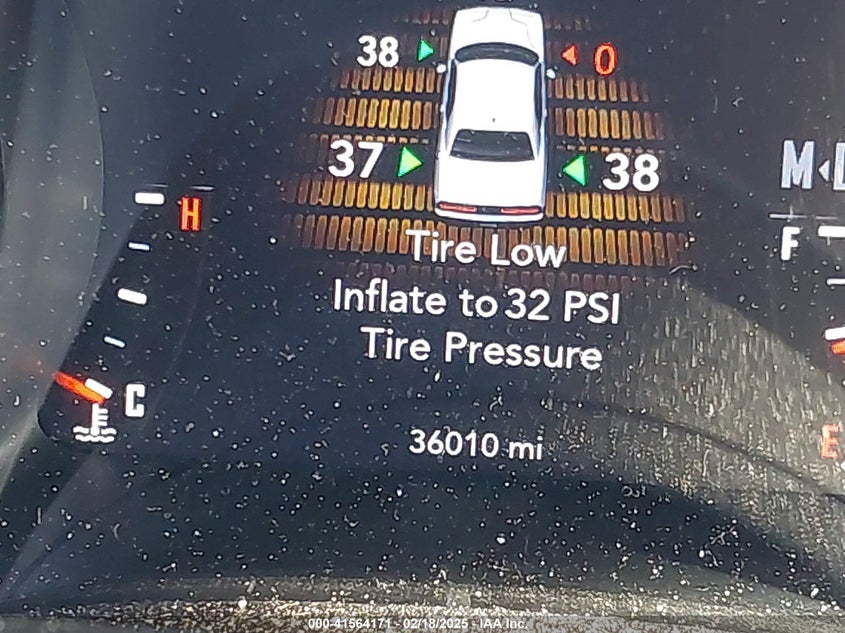 38 0
37 38
H
M
F
Tire Low
Inflate to 32 PSI
Tire Pressure
C
E
36010 mi
000-41564171 - 02/18/2025 - IAA Inc.